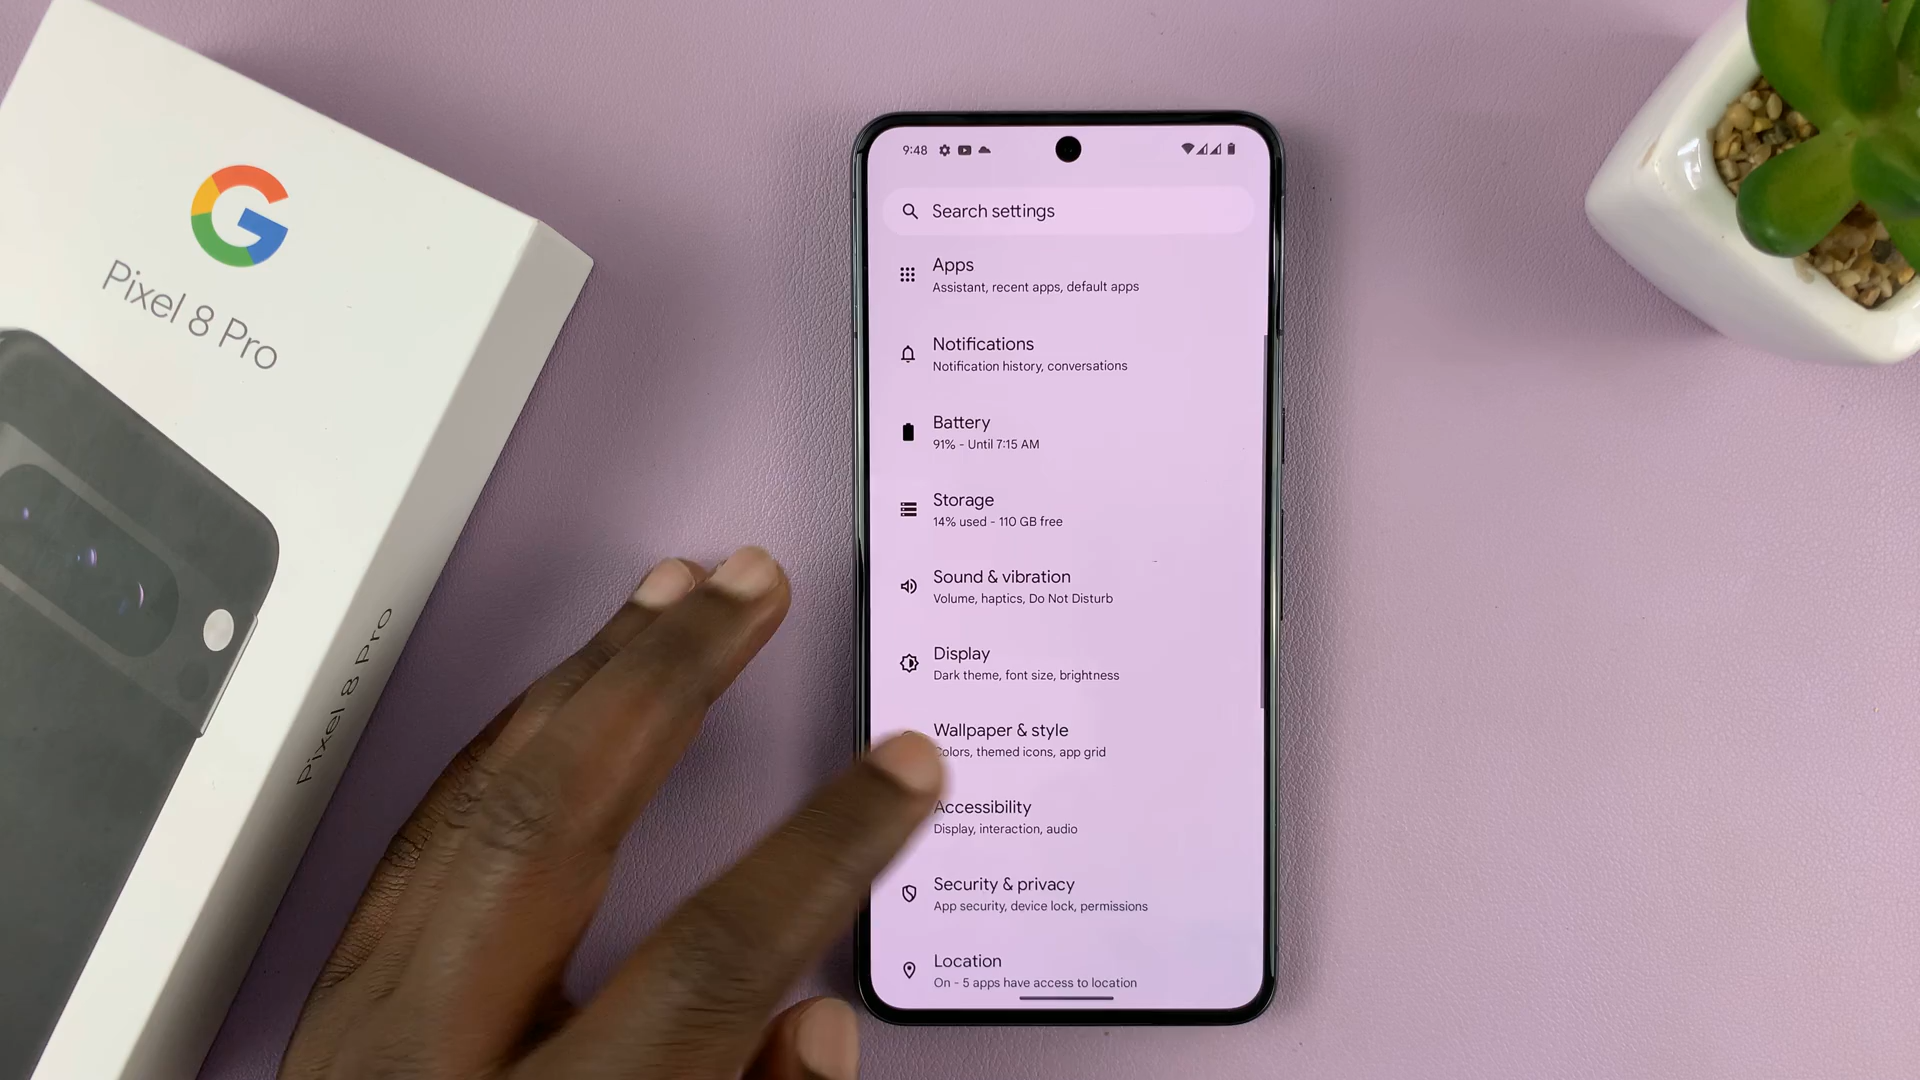 G
Pixel 8 Pro
Pixel 8 Pro
9:48
Search settings
Apps
Assistant, recent apps, default apps
Notifications
Notification history, conversations
Battery
91% - Until 7:15 AM
Storage
14% used - 110 GB free
Sound & vibration
Volume, haptics, Do Not Disturb
Display
Dark theme, font size, brightness
Wallpaper & style
Colors, themed icons, app grid
Accessibility
Display, interaction, audio
Security & privacy
App security, device lock, permissions
Location
On - 5 apps have access to location